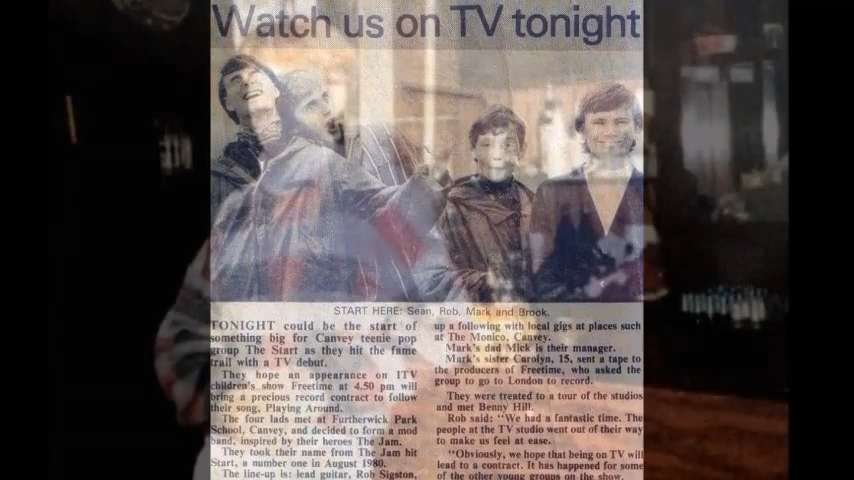 Watch us on TV tonight
START HERE: Sean, Rob, Mark and Brook.
TONIGHT could be the start of
something big for Canvey teenie pop
group The Start as they hit the fame
trail with a TV debut.
They hope an appearance on ITV
children's show Freetime at 4.50 pm will
bring a precious record contract to follow
their song, Playing Around.
The four lads met at Furtherwick Park
School, Canvey, and decided to form a mod
band, inspired by their heroes The Jam.
They took their name from The Jam hit
Start, a number one in August 1980.
The line-up is: lead guitar, Rob Sigston,
up a following with local gigs at places such
at The Monico, Canvey.
Mark's dad Mick is their manager.
Mark's sister Carolyn, 15, sent a tape to
the producers of Freetime, who asked the
group to go to London to record.
They were treated to a tour of the studios
and met Benny Hill.
Rob said: "We had a fantastic time. The
people at the TV studio went out of their way
to make us feel at ease.
"Obviously, we hope that being on TV will
lead to a contract. It has happened for some
of the other young groups on the show.